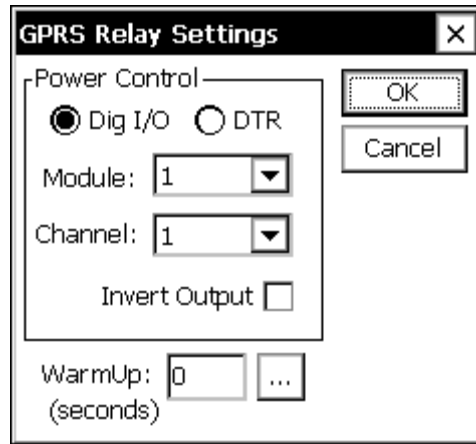 GPRS Relay Settings
Power Control
Dig I/O DTR
OK
Cancel
Module: 1
Channel: 1
Invert Output
WarmUp: 0 ...
(seconds)